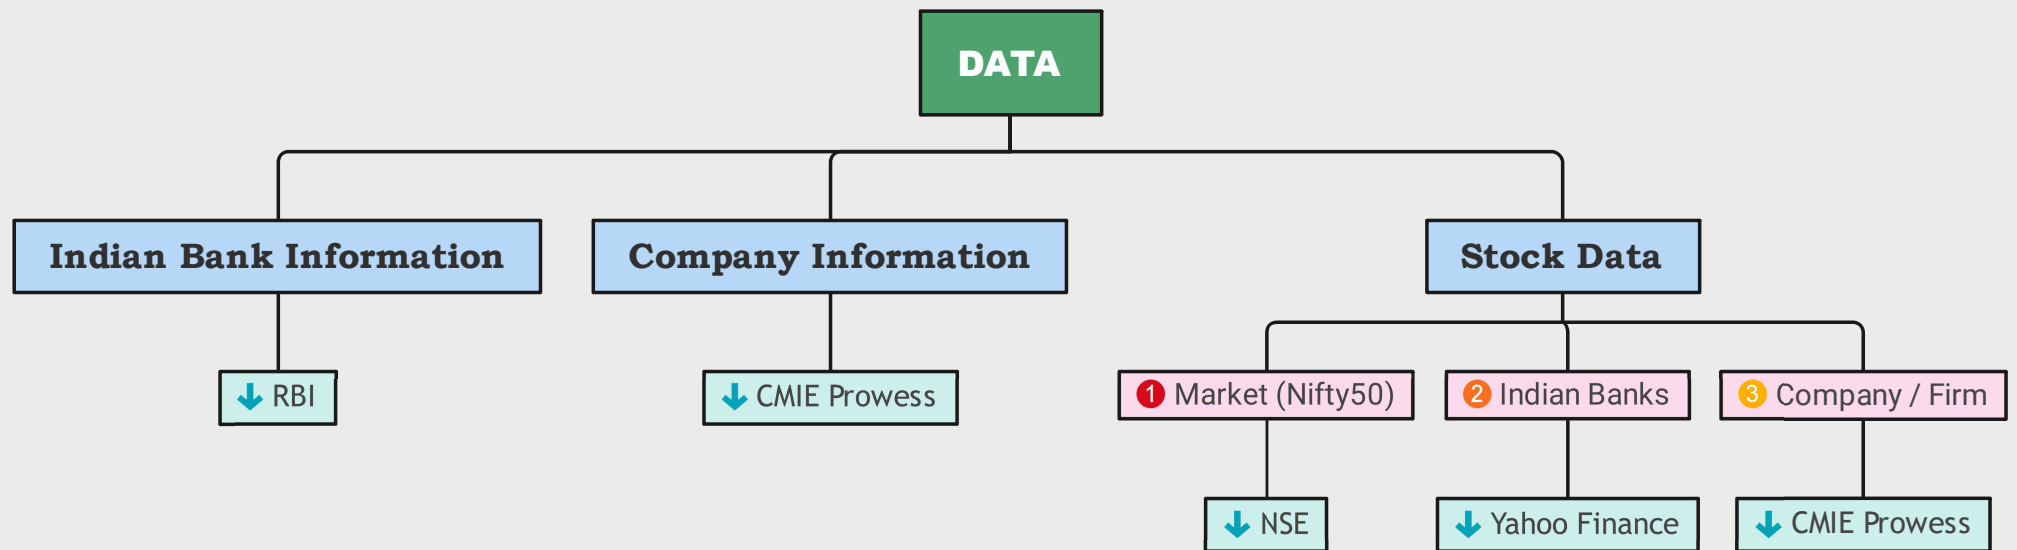 DATA
Indian Bank Information
Company Information
Stock Data
RBI
CMIE Prowess
1 Market (Nifty50)
2 Indian Banks
3 Company / Firm
NSE
Yahoo Finance
CMIE Prowess